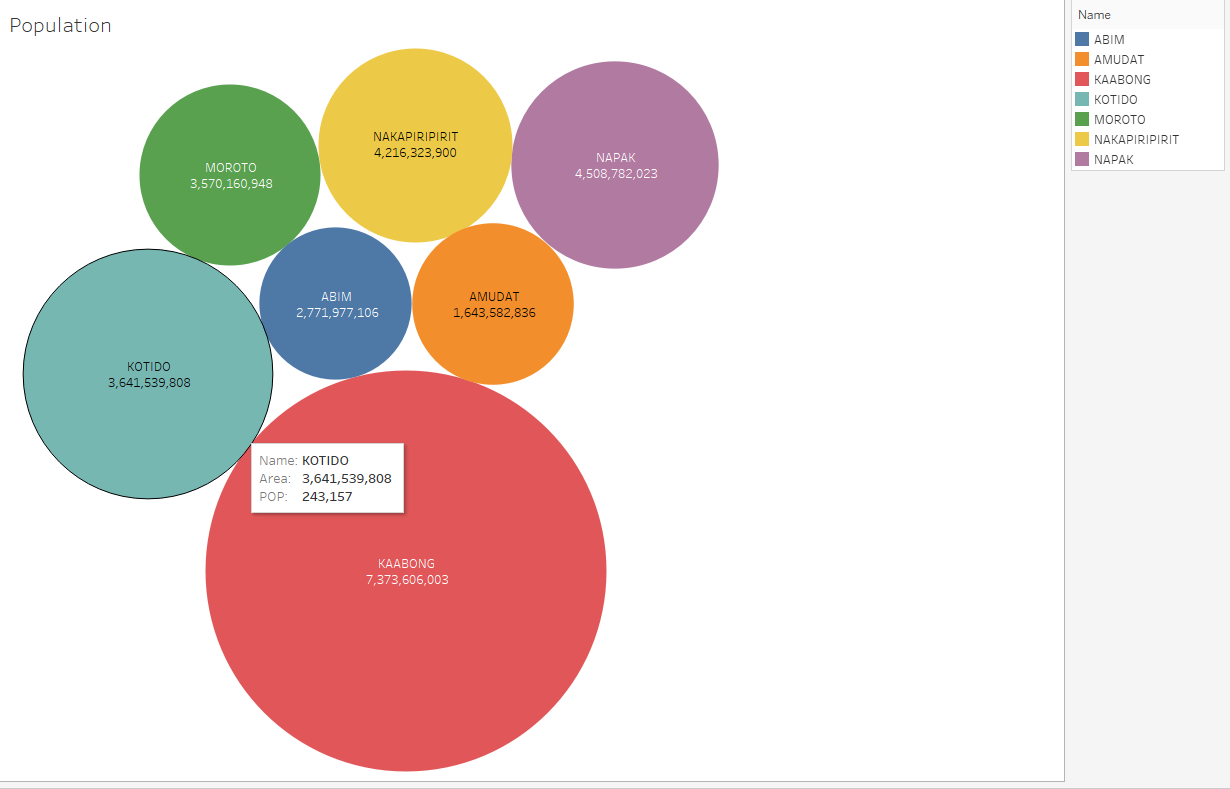 Population
Name
ABIM
AMUDAT
KAABONG
KOTIDO
MOROTO
NAKAPIRIPIRIT
NAPAK
NAKAPIRIPIRIT
4,216,323,900
NAPAK
4,508,782,023
MOROTO
3,570,160,948
ABIM
2,771,977,106
AMUDAT
1,643,582,836
KOTIDO
3,641,539,808
Name: KOTIDO
Area: 3,641,539,808
POP: 243,157
KAABONG
7,373,606,003